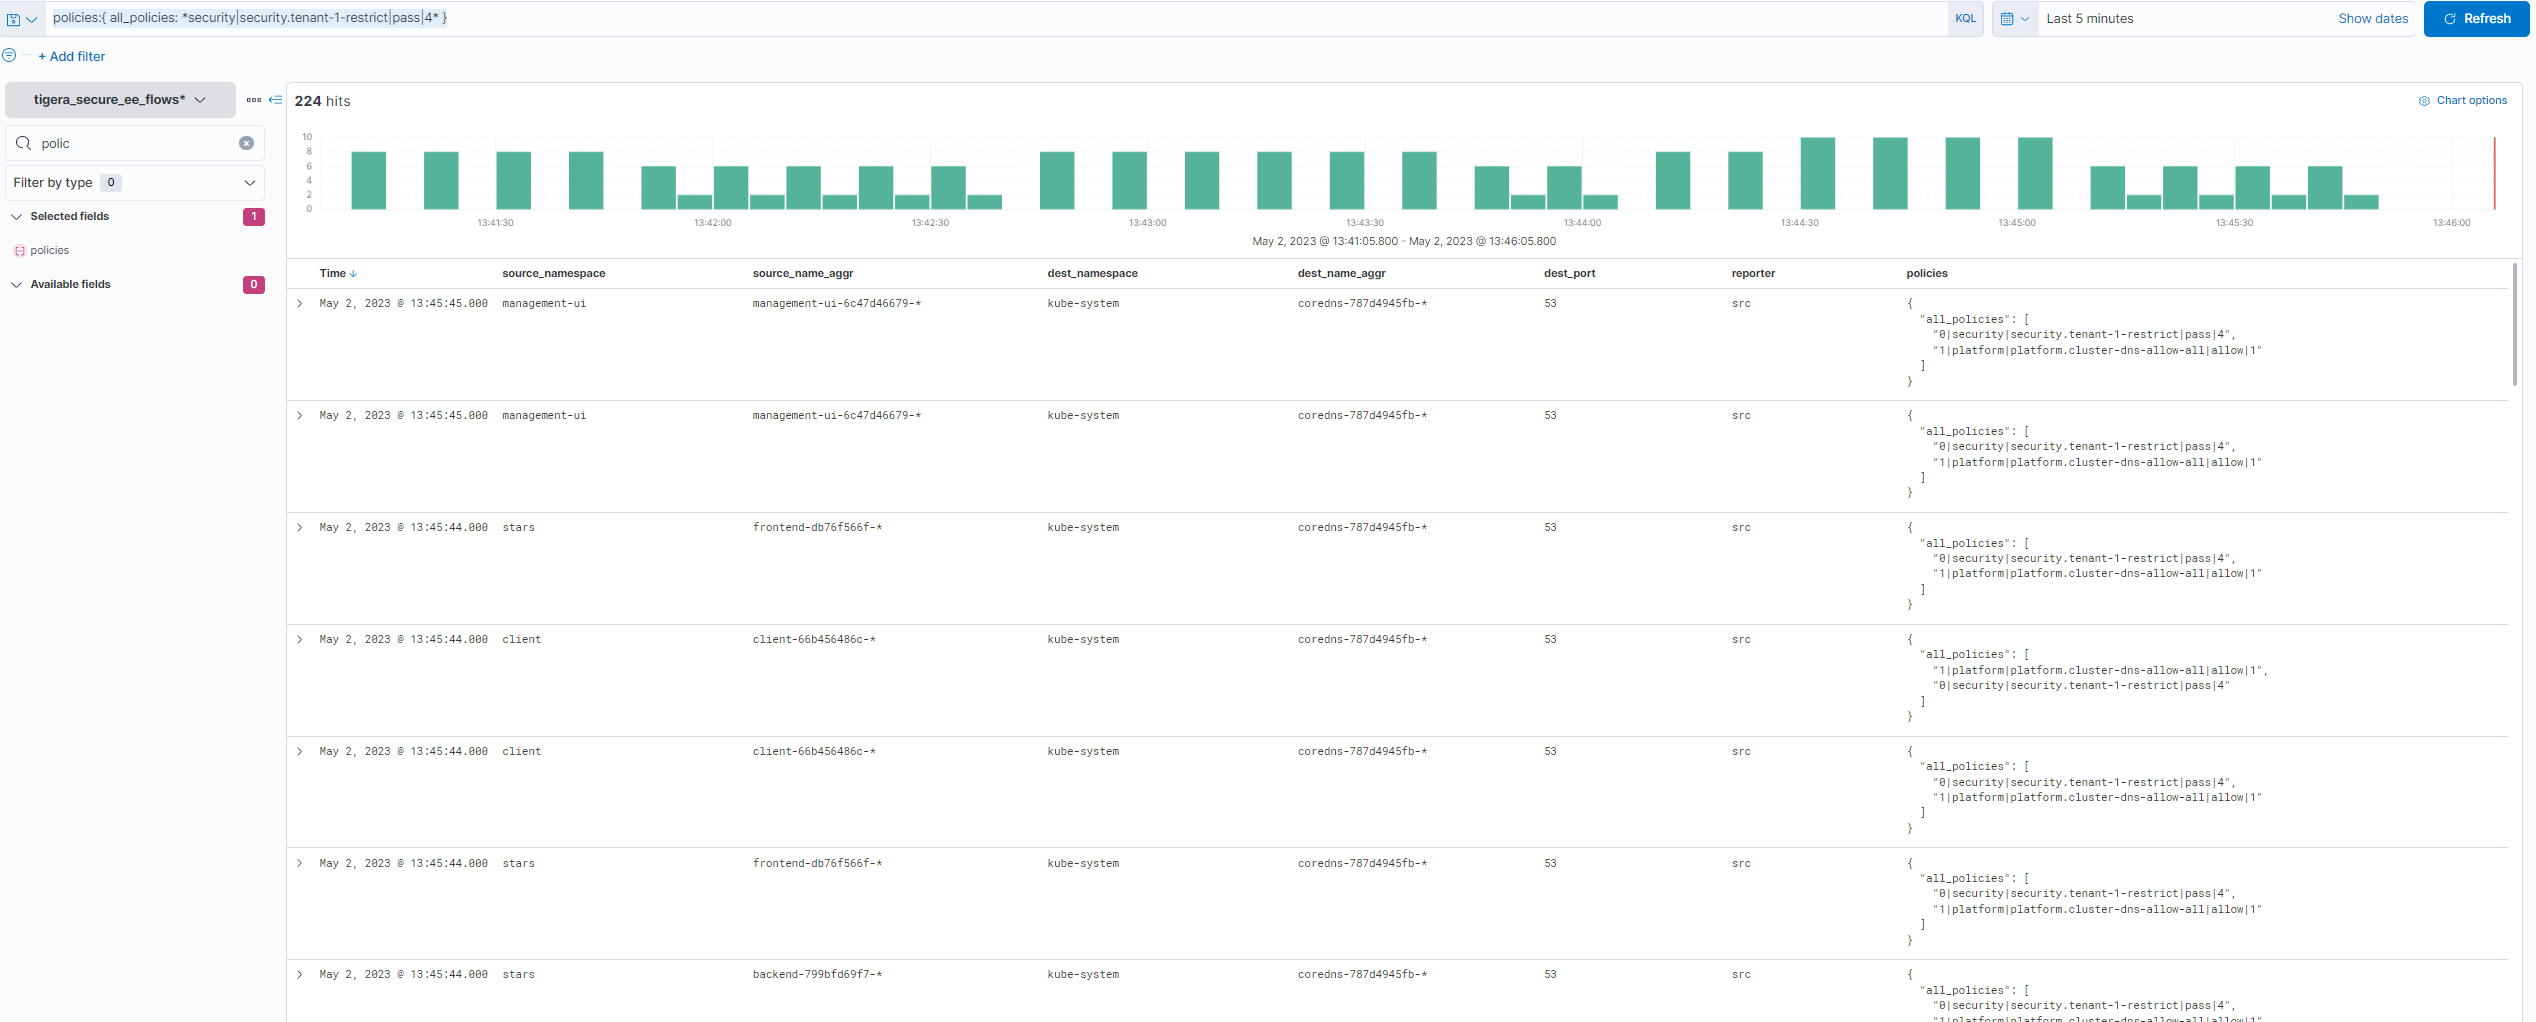 policies:{ all_policies: *security|security.tenant-1-restrict|pass|4* } KQL Last 5 minutes Show dates Refresh
+ Add filter
tigera_secure_ee_flows*
polic
Filter by type 0
Selected fields 1
policies
Available fields 0
224 hits Chart options
10
8
6
4
2
0
13:41:30 13:42:00 13:42:30 13:43:00 13:43:30 13:44:00 13:44:30 13:45:00 13:45:30 13:46:00
May 2, 2023 @ 13:41:05.800 - May 2, 2023 @ 13:46:05.800
Time source_namespace source_name_aggr dest_namespace dest_name_aggr dest_port reporter policies
May 2, 2023 @ 13:45:45.000 management-ui management-ui-6c47d46679-* kube-system coredns-787d4945fb-* 53 src {
"all_policies": [
"0|security|security.tenant-1-restrict|pass|4",
"1|platform|platform.cluster-dns-allow-all|allow|1"
]
}
May 2, 2023 @ 13:45:45.000 management-ui management-ui-6c47d46679-* kube-system coredns-787d4945fb-* 53 src {
"all_policies": [
"0|security|security.tenant-1-restrict|pass|4",
"1|platform|platform.cluster-dns-allow-all|allow|1"
]
}
May 2, 2023 @ 13:45:44.000 stars frontend-db76f566f-* kube-system coredns-787d4945fb-* 53 src {
"all_policies": [
"0|security|security.tenant-1-restrict|pass|4",
"1|platform|platform.cluster-dns-allow-all|allow|1"
]
}
May 2, 2023 @ 13:45:44.000 client client-66b456486c-* kube-system coredns-787d4945fb-* 53 src {
"all_policies": [
"1|platform|platform.cluster-dns-allow-all|allow|1",
"0|security|security.tenant-1-restrict|pass|4"
]
}
May 2, 2023 @ 13:45:44.000 client client-66b456486c-* kube-system coredns-787d4945fb-* 53 src {
"all_policies": [
"0|security|security.tenant-1-restrict|pass|4",
"1|platform|platform.cluster-dns-allow-all|allow|1"
]
}
May 2, 2023 @ 13:45:44.000 stars frontend-db76f566f-* kube-system coredns-787d4945fb-* 53 src {
"all_policies": [
"0|security|security.tenant-1-restrict|pass|4",
"1|platform|platform.cluster-dns-allow-all|allow|1"
]
}
May 2, 2023 @ 13:45:44.000 stars backend-799bfd69f7-* kube-system coredns-787d4945fb-* 53 src {
"all_policies": [
"0|security|security.tenant-1-restrict|pass|4",
"1|platform|platform.cluster-dns-allow-all|allow|1"